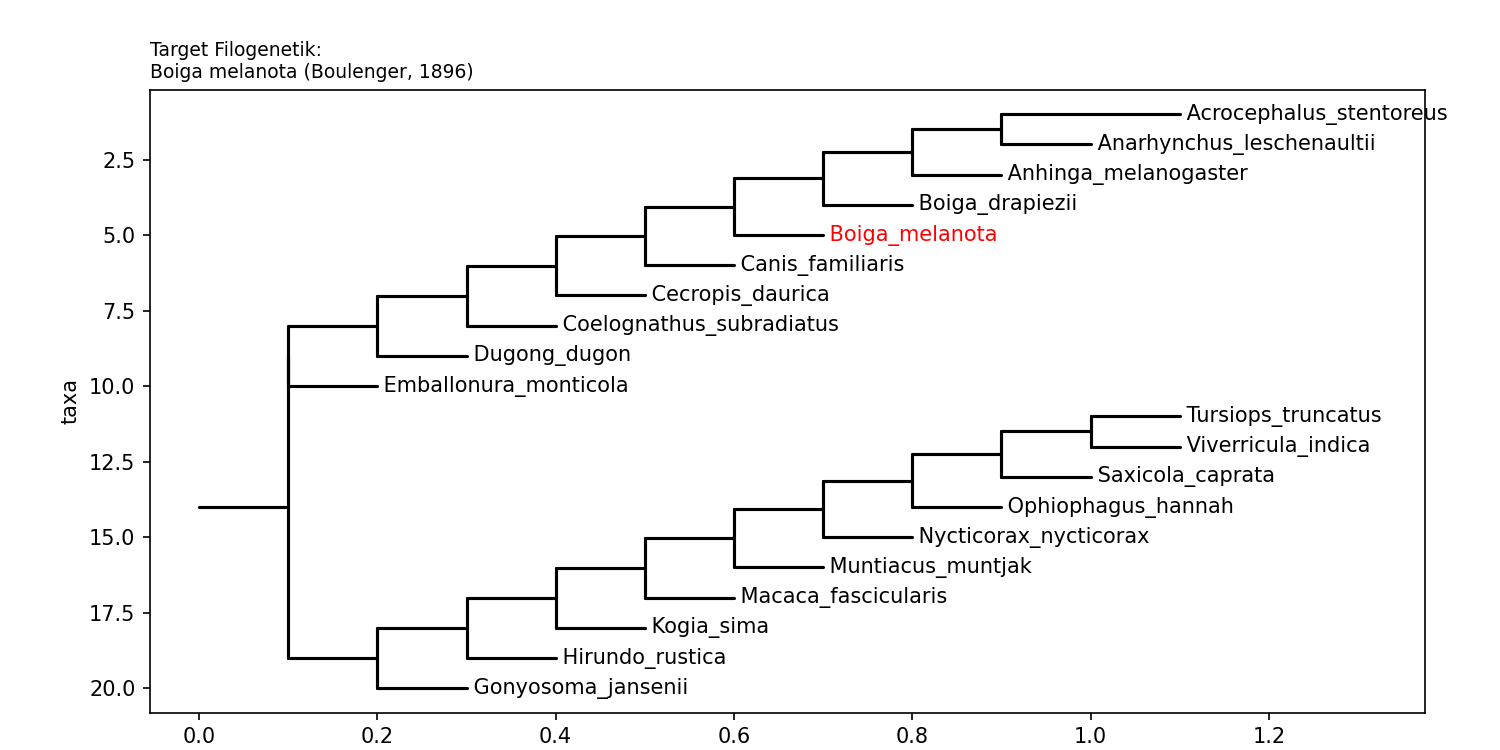 Target Filogenetik:
Boiga melanota (Boulenger, 1896)
Acrocephalus_stentoreus
Anarhynchus_leschenaultii
2.5
Anhinga_melanogaster
Boiga_drapiezii
5.0
Boiga_melanota
Canis_familiaris
Cecropis_daurica
7.5
Coelognathus_subradiatus
Dugong_dugon
taxa
10.0
Emballonura_monticola
Tursiops_truncatus
Viverricula_indica
12.5
Saxicola_caprata
Ophiophagus_hannah
15.0
Nycticorax_nycticorax
Muntiacus_muntjak
Macaca_fascicularis
17.5
Kogia_sima
Hirundo_rustica
20.0
Gonyosoma_jansenii
0.0 0.2 0.4 0.6 0.8 1.0 1.2